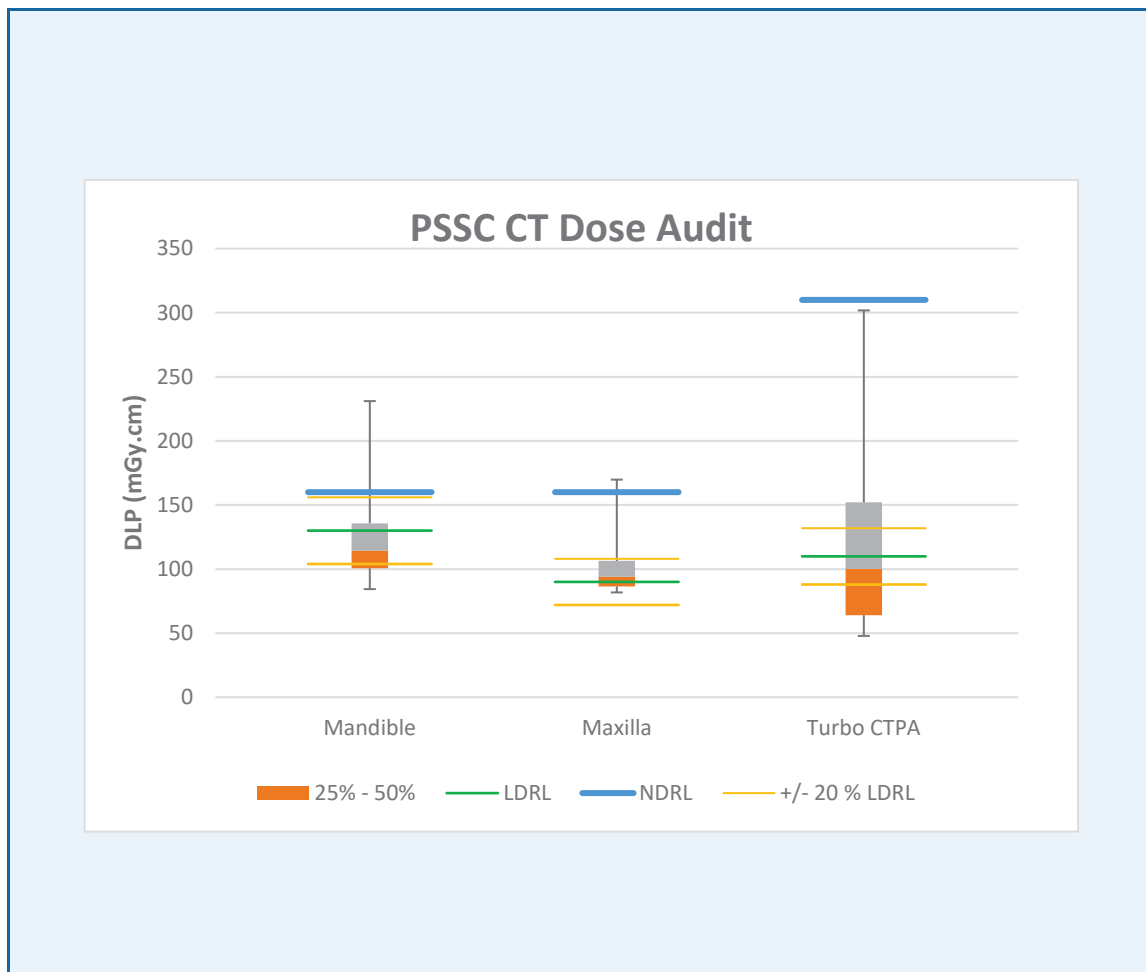 PSSC CT Dose Audit
350
300
250
200
150
100
50
0
DLP (mGy.cm)
Mandible Maxilla Turbo CTPA
25% - 50% LDRL NDRL +/- 20 % LDRL